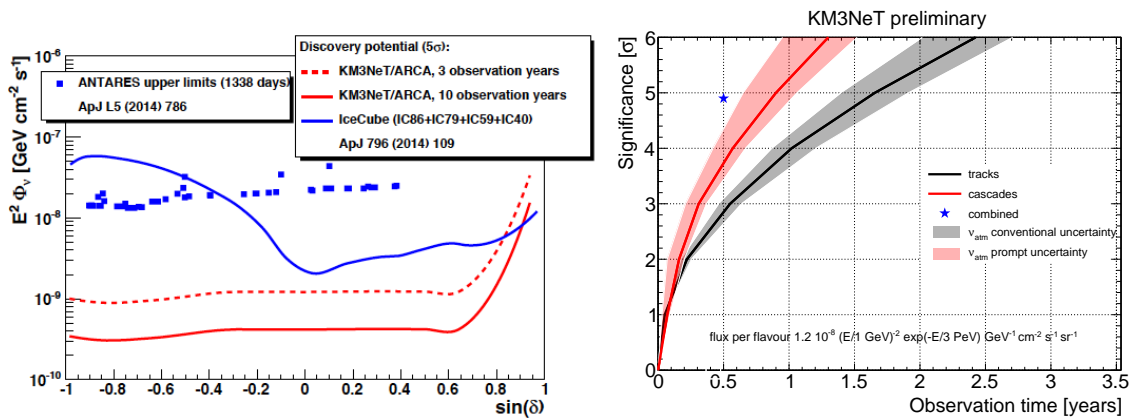 E² Φν [GeV cm⁻² s⁻¹]
10⁻⁶
10⁻⁷
10⁻⁸
10⁻⁹
10⁻¹⁰
ANTARES upper limits (1338 days)
ApJ L5 (2014) 786
Discovery potential (5σ):
KM3NeT/ARCA, 3 observation years
KM3NeT/ARCA, 10 observation years
IceCube (IC86+IC79+IC59+IC40)
ApJ 796 (2014) 109
-1 -0.8 -0.6 -0.4 -0.2 0 0.2 0.4 0.6 0.8 1
sin(δ)
KM3NeT preliminary
Significance [σ]
6
5
4
3
2
1
0
tracks
cascades
combined
νatm conventional uncertainty
νatm prompt uncertainty
flux per flavour 1.2 10⁻⁸ (E/1 GeV)⁻² exp(-E/3 PeV) GeV⁻¹ cm⁻² s⁻¹ sr⁻¹
0 0.5 1 1.5 2 2.5 3 3.5
Observation time [years]